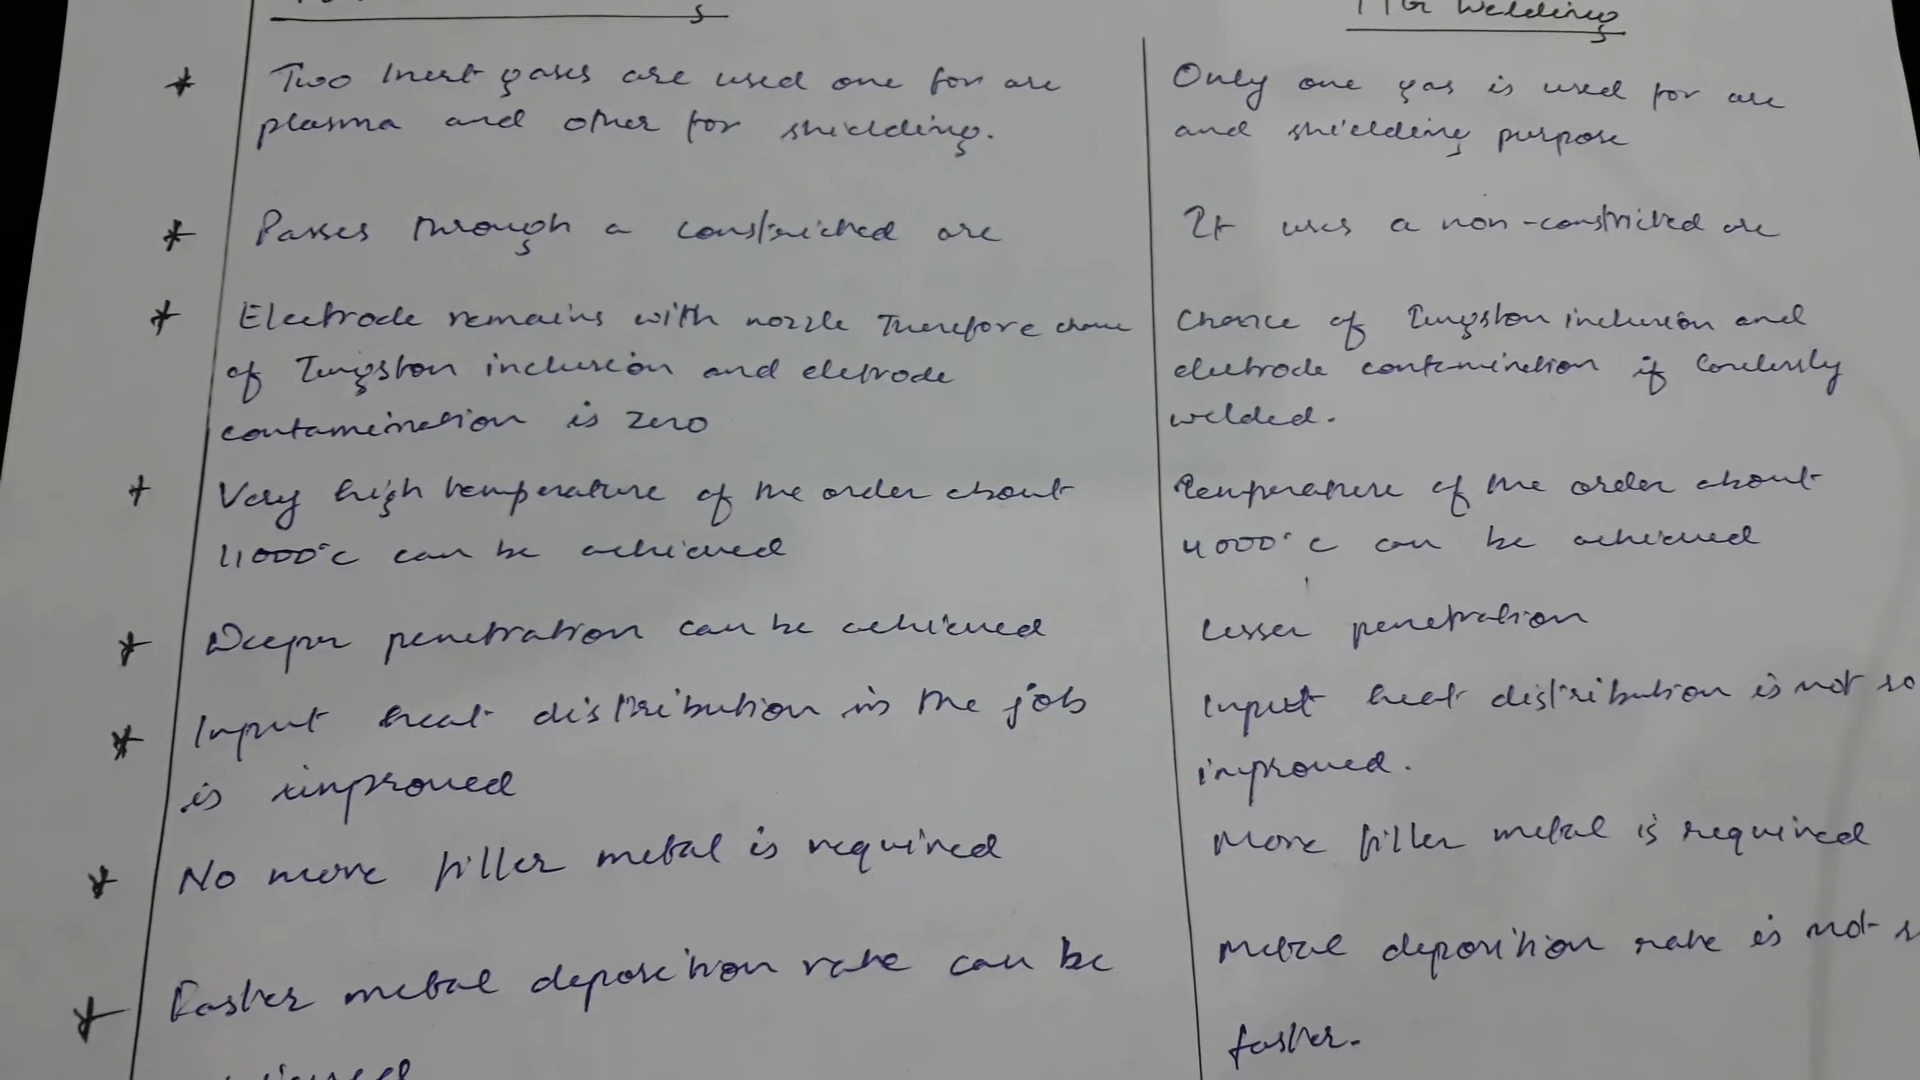 TIG Welding
* Two Inert gases are used one for arc
plasma and other for shielding.
Only one gas is used for arc
and shielding purpose
* Passes through a constricted arc
It uses a non-constricted arc
* Electrode remains with nozzle Therefore chance
of Tungston inclusion and eletrode
contamination is zero
Chance of Tungston inclusion and
electrode contamination if Carelessly
welded.
* Very high temperature of the order about
11000°C can be achieved
Temperature of the order about
4000°C can be achieved
* Deeper penetration can be achieved
Lesser penetration
* Input heat distribution in the job
is improved
Input heat distribution is not so
improved.
* No more filler metal is required
More filler metal is required
* Faster metal deposition rate can be
Metal deposition rate is not
faster.